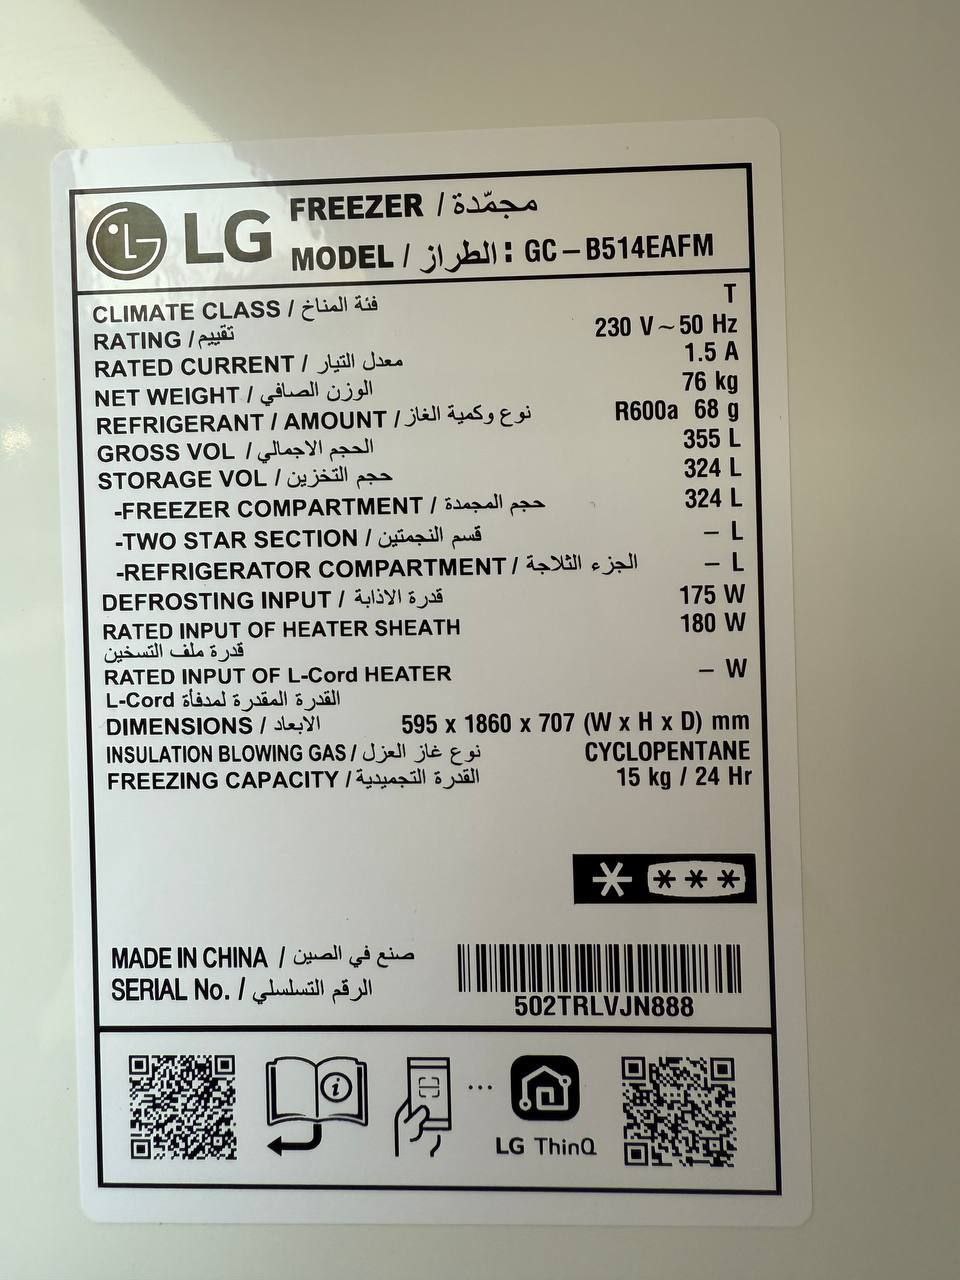 LG FREEZER / مجمّدة
MODEL / الطراز : GC-B514EAFM
CLIMATE CLASS / فئة المناخ T
RATING / تقييم 230 V ~ 50 Hz
RATED CURRENT / معدل التيار 1.5 A
NET WEIGHT / الوزن الصافي 76 kg
REFRIGERANT / AMOUNT / نوع وكمية الغاز R600a 68 g
GROSS VOL / الحجم الاجمالي 355 L
STORAGE VOL / حجم التخزين 324 L
-FREEZER COMPARTMENT / حجم المجمدة 324 L
-TWO STAR SECTION / قسم النجمتين – L
-REFRIGERATOR COMPARTMENT / الجزء الثلاجة – L
DEFROSTING INPUT / قدرة الاذابة 175 W
RATED INPUT OF HEATER SHEATH 180 W
قدرة ملف التسخين
RATED INPUT OF L-Cord HEATER – W
القدرة المقدرة لمدفأة L-Cord
DIMENSIONS / الابعاد 595 x 1860 x 707 (W x H x D) mm
INSULATION BLOWING GAS / نوع غاز العزل CYCLOPENTANE
FREEZING CAPACITY / القدرة التجميدية 15 kg / 24 Hr
MADE IN CHINA / صنع في الصين
SERIAL No. / الرقم التسلسلي 502TRLVJN888
LG ThinQ